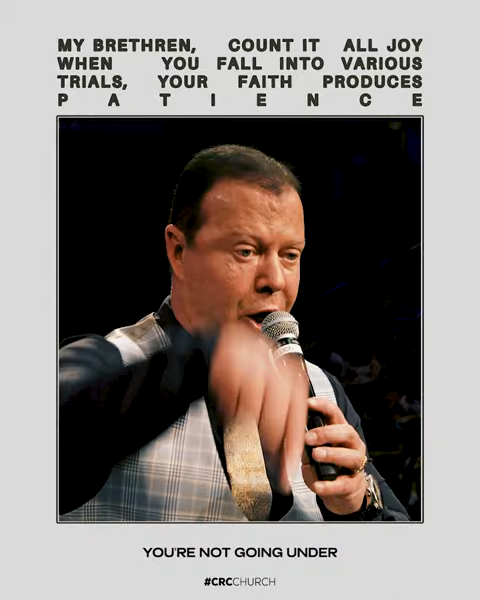 MY BRETHREN, COUNT IT ALL JOY
WHEN YOU FALL INTO VARIOUS
TRIALS, YOUR FAITH PRODUCES
PATIENCE
YOU'RE NOT GOING UNDER
#CRCCHURCH